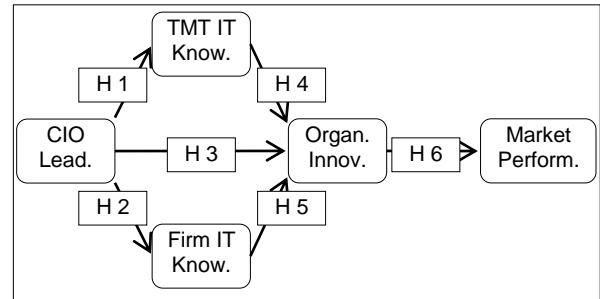 TMT IT
Know.
H 1
H 4
CIO
Lead.
H 3
Organ.
Innov.
H 6
Market
Perform.
H 2
H 5
Firm IT
Know.